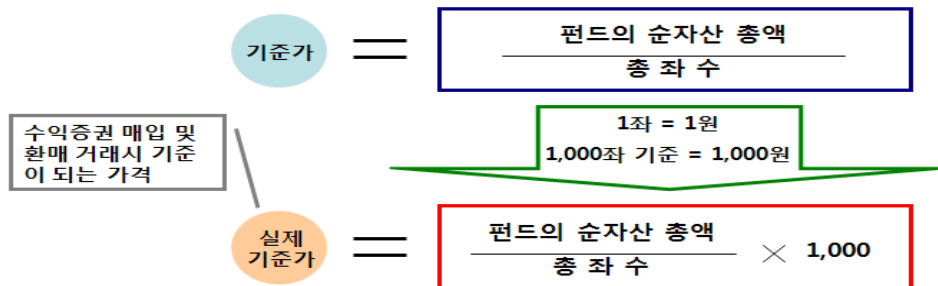 기준가
펀드의 순자산 총액
총 좌 수
수익증권 매입 및
환매 거래시 기준
이 되는 가격
1좌 = 1원
1,000좌 기준 = 1,000원
실제
기준가
펀드의 순자산 총액
총 좌 수
× 1,000